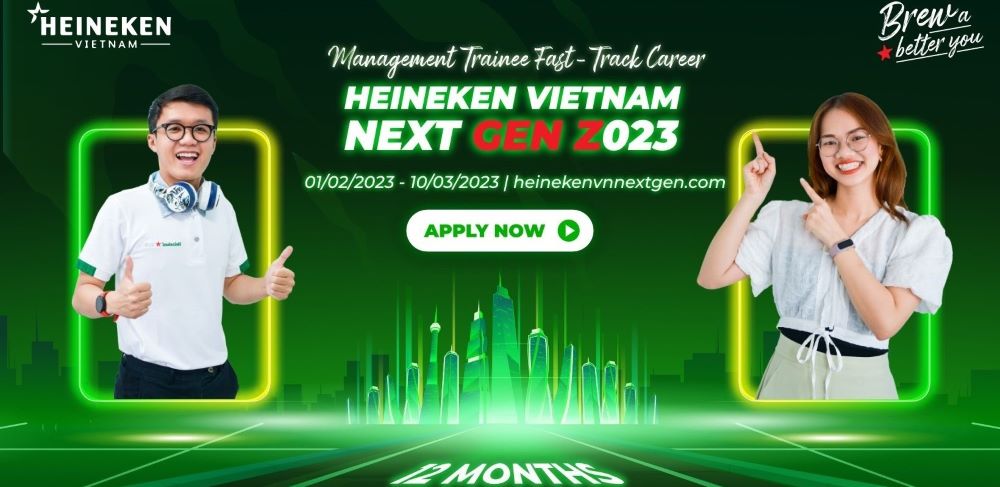 HEINEKEN
VIETNAM
Brew a
better you
Management Trainee Fast - Track Career
HEINEKEN VIETNAM
NEXT GEN Z023
01/02/2023 - 10/03/2023 | heinekenvnnextgen.com
APPLY NOW
12 MONTHS